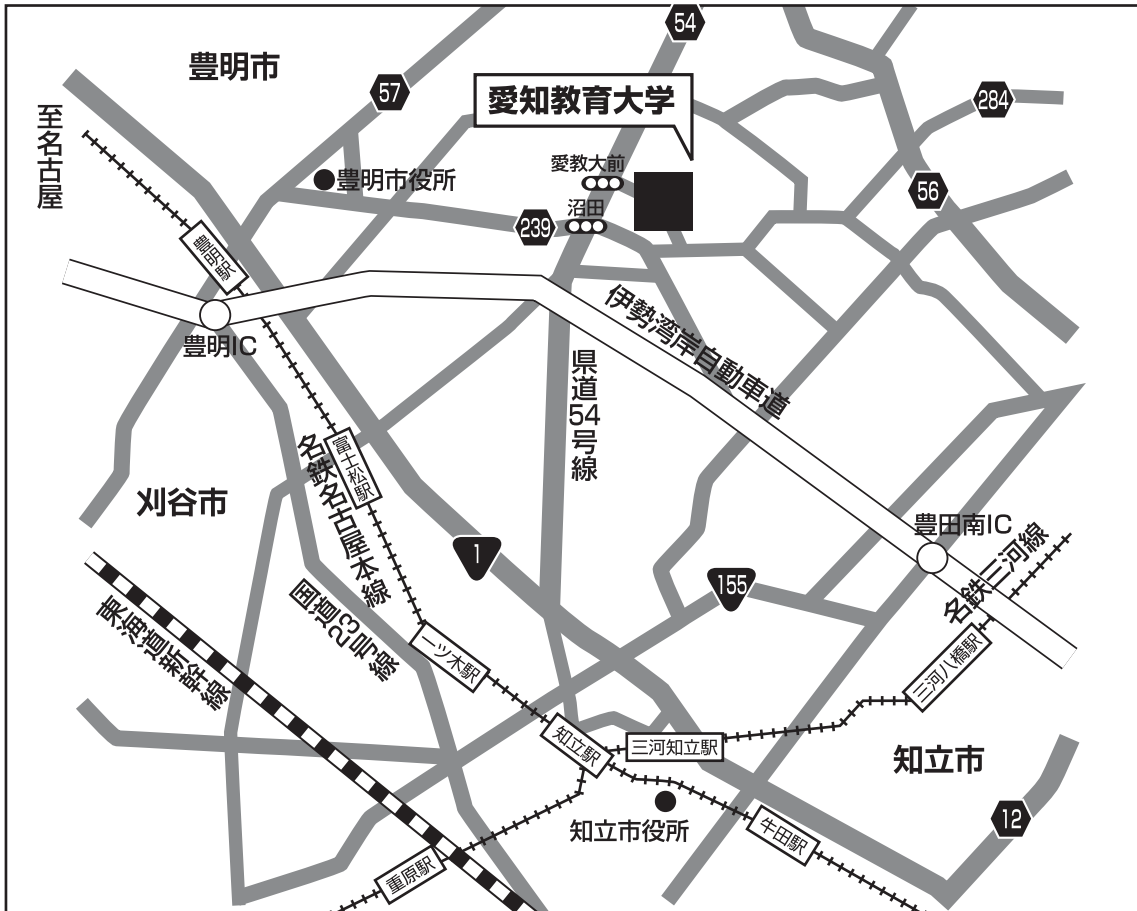 54
豊明市
57
愛知教育大学
284
至名古屋
愛教大前
豊明市役所
56
沼田
239
豊明駅
伊勢湾岸自動車道
豊明IC
県道54号線
富士松駅
名鉄名古屋本線
刈谷市
豊田南IC
1
名鉄三河線
155
国道23号線
東海道新幹線
一ツ木駅
三河八橋駅
知立駅
三河知立駅
知立市
12
知立市役所
牛田駅
重原駅